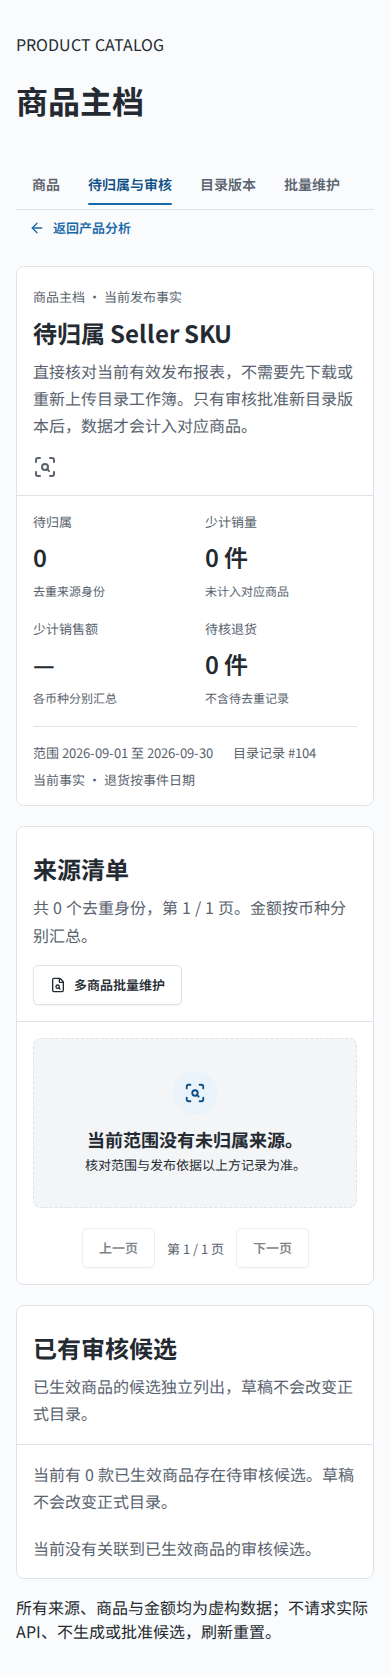 PRODUCT CATALOG
商品主档
商品 待归属与审核 目录版本 批量维护
← 返回产品分析
商品主档 · 当前发布事实
待归属 Seller SKU
直接核对当前有效发布报表，不需要先下载或
重新上传目录工作簿。只有审核批准新目录版
本后，数据才会计入对应商品。
待归属 少计销量
0 0 件
去重来源身份 未计入对应商品
少计销售额 待核退货
— 0 件
各币种分别汇总 不含待去重记录
范围 2026-09-01 至 2026-09-30 目录记录 #104
当前事实 · 退货按事件日期
来源清单
共 0 个去重身份，第 1 / 1 页。金额按币种分
别汇总。
多商品批量维护
当前范围没有未归属来源。
核对范围与发布依据以上方记录为准。
上一页 第 1 / 1 页 下一页
已有审核候选
已生效商品的候选独立列出，草稿不会改变正
式目录。
当前有 0 款已生效商品存在待审核候选。草稿
不会改变正式目录。
当前没有关联到已生效商品的审核候选。
所有来源、商品与金额均为虚构数据；不请求实际
API、不生成或批准候选，刷新重置。